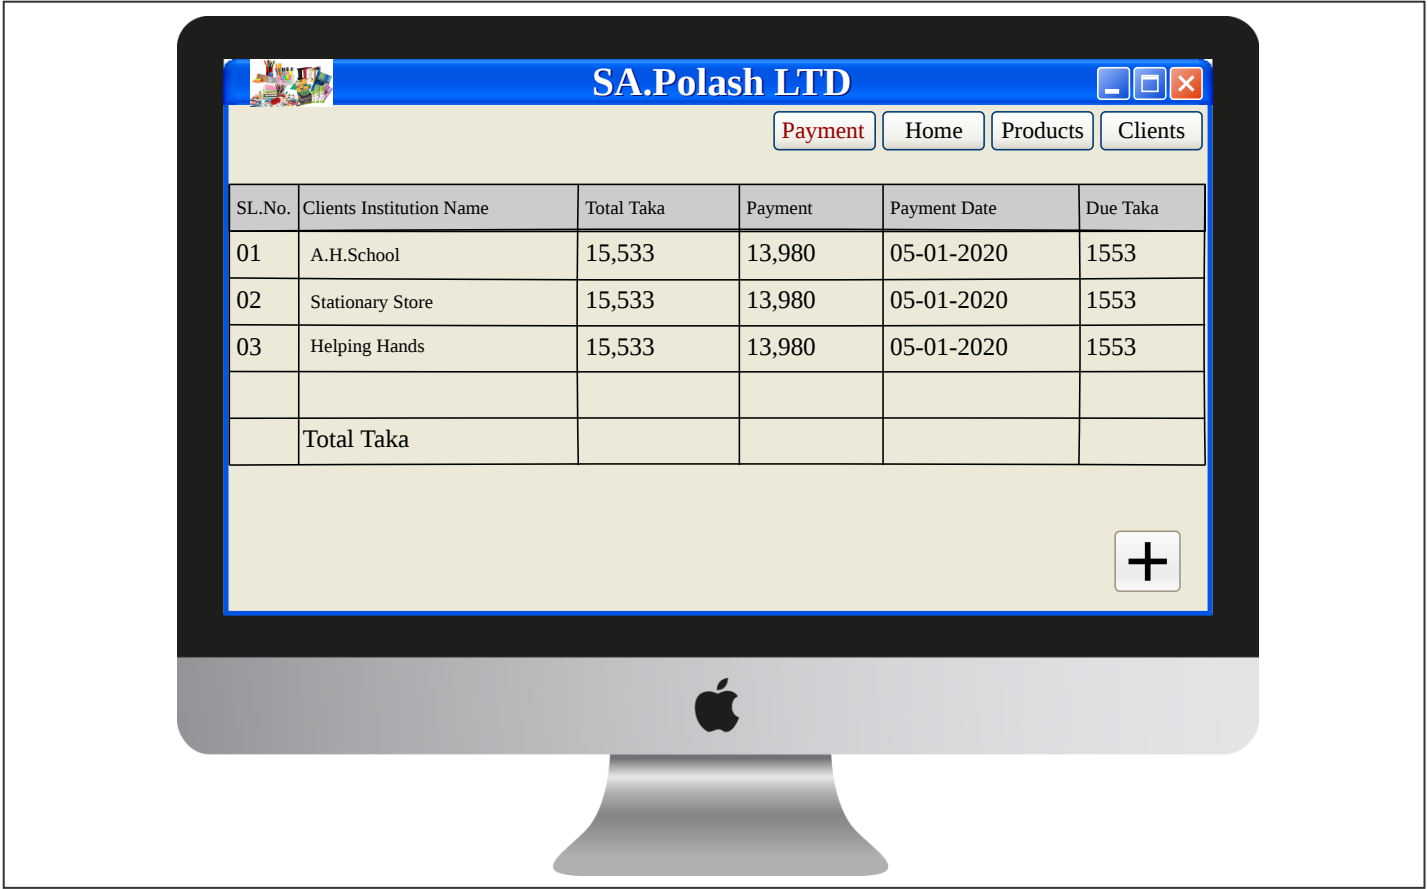 SA.Polash LTD
Payment Home Products Clients
SL.No. Clients Institution Name Total Taka Payment Payment Date Due Taka
01 A.H.School 15,533 13,980 05-01-2020 1553
02 Stationary Store 15,533 13,980 05-01-2020 1553
03 Helping Hands 15,533 13,980 05-01-2020 1553
Total Taka